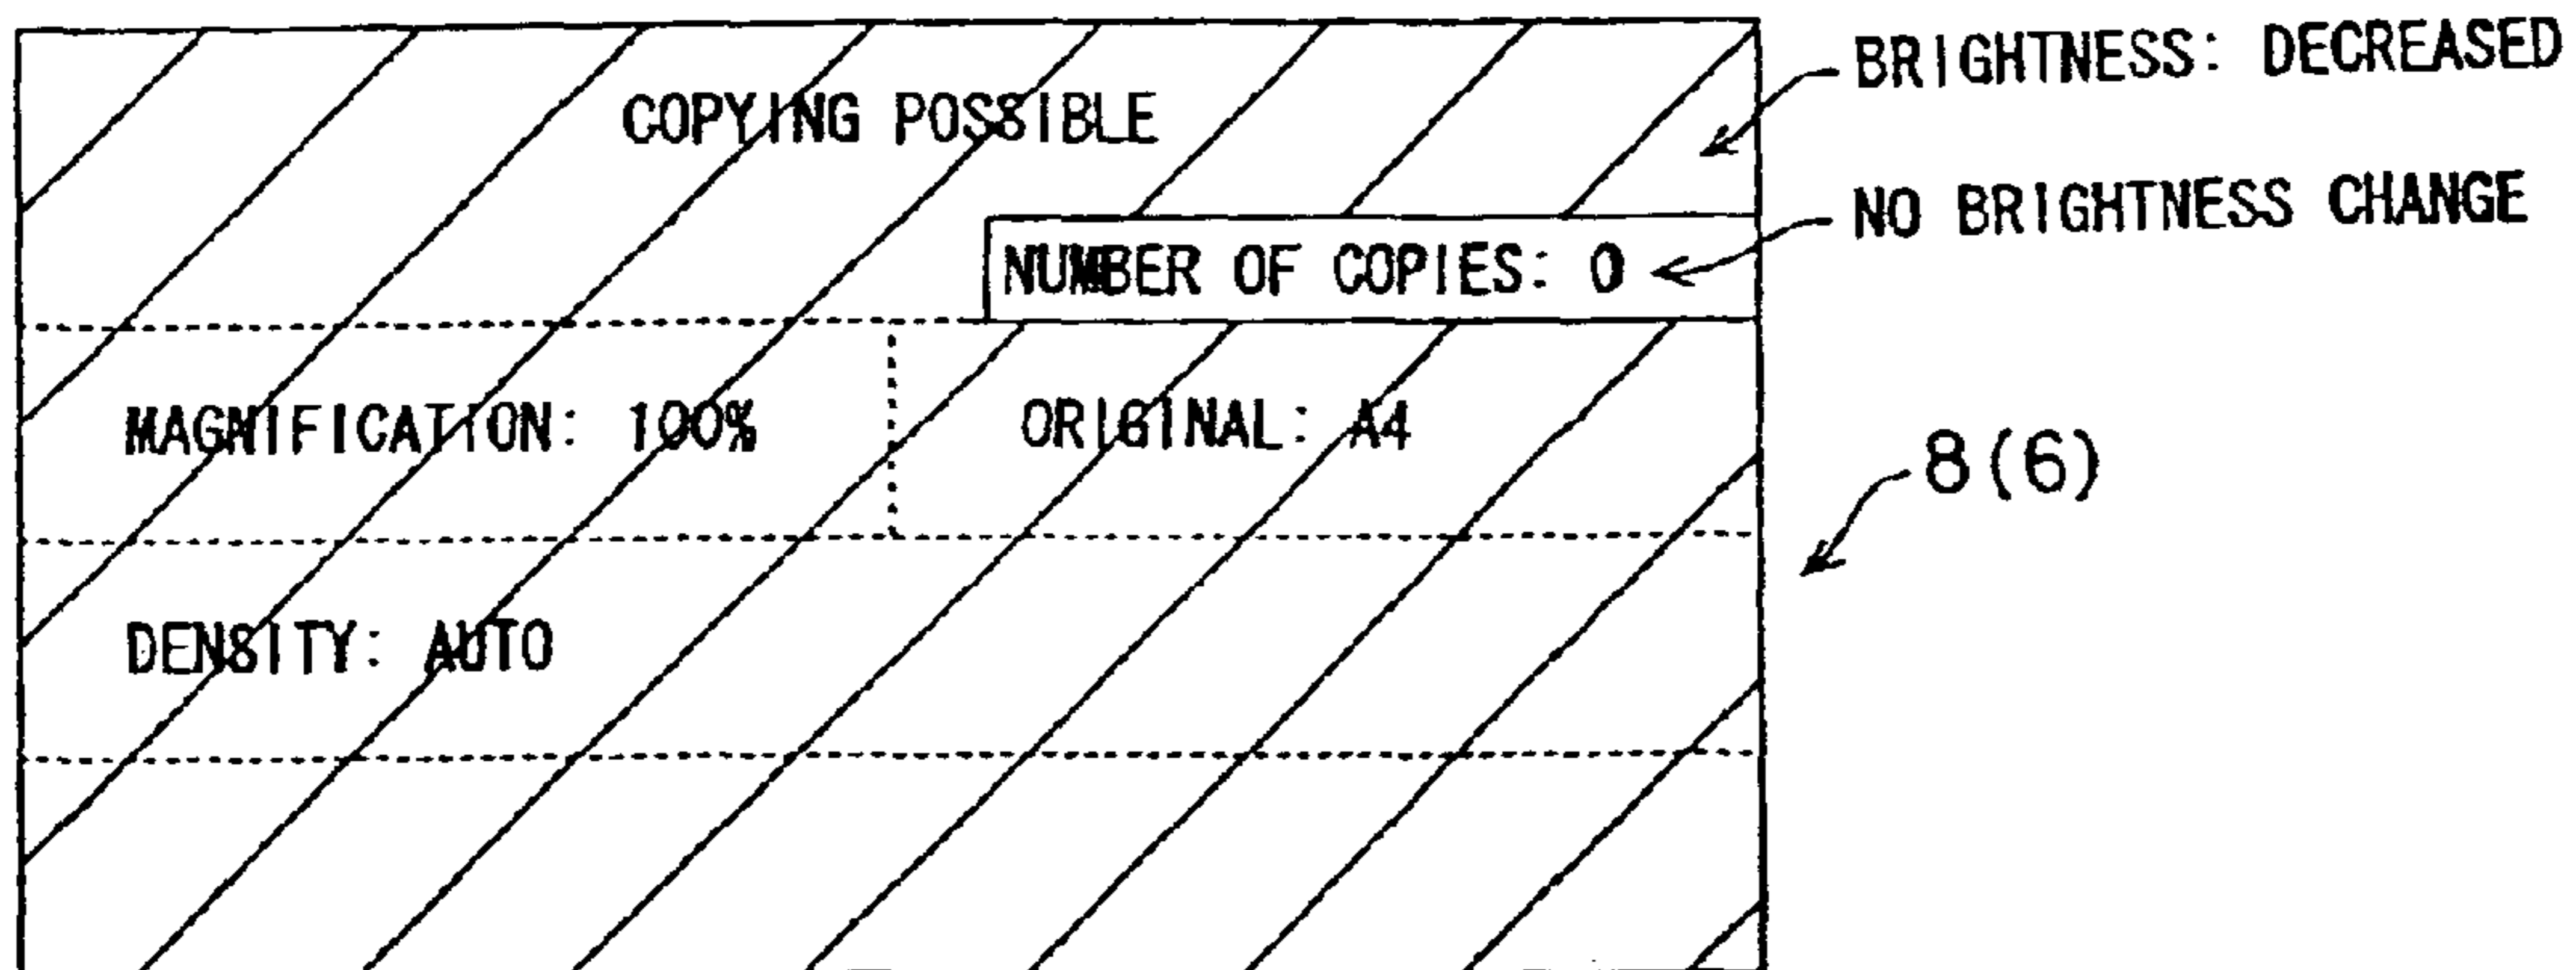 BRIGHTNESS: DECREASED
COPYING POSSIBLE
NO BRIGHTNESS CHANGE
NUMBER OF COPIES: 0
MAGNIFICATION: 100%
ORIGINAL: A4
8(6)
DENSITY: AUTO